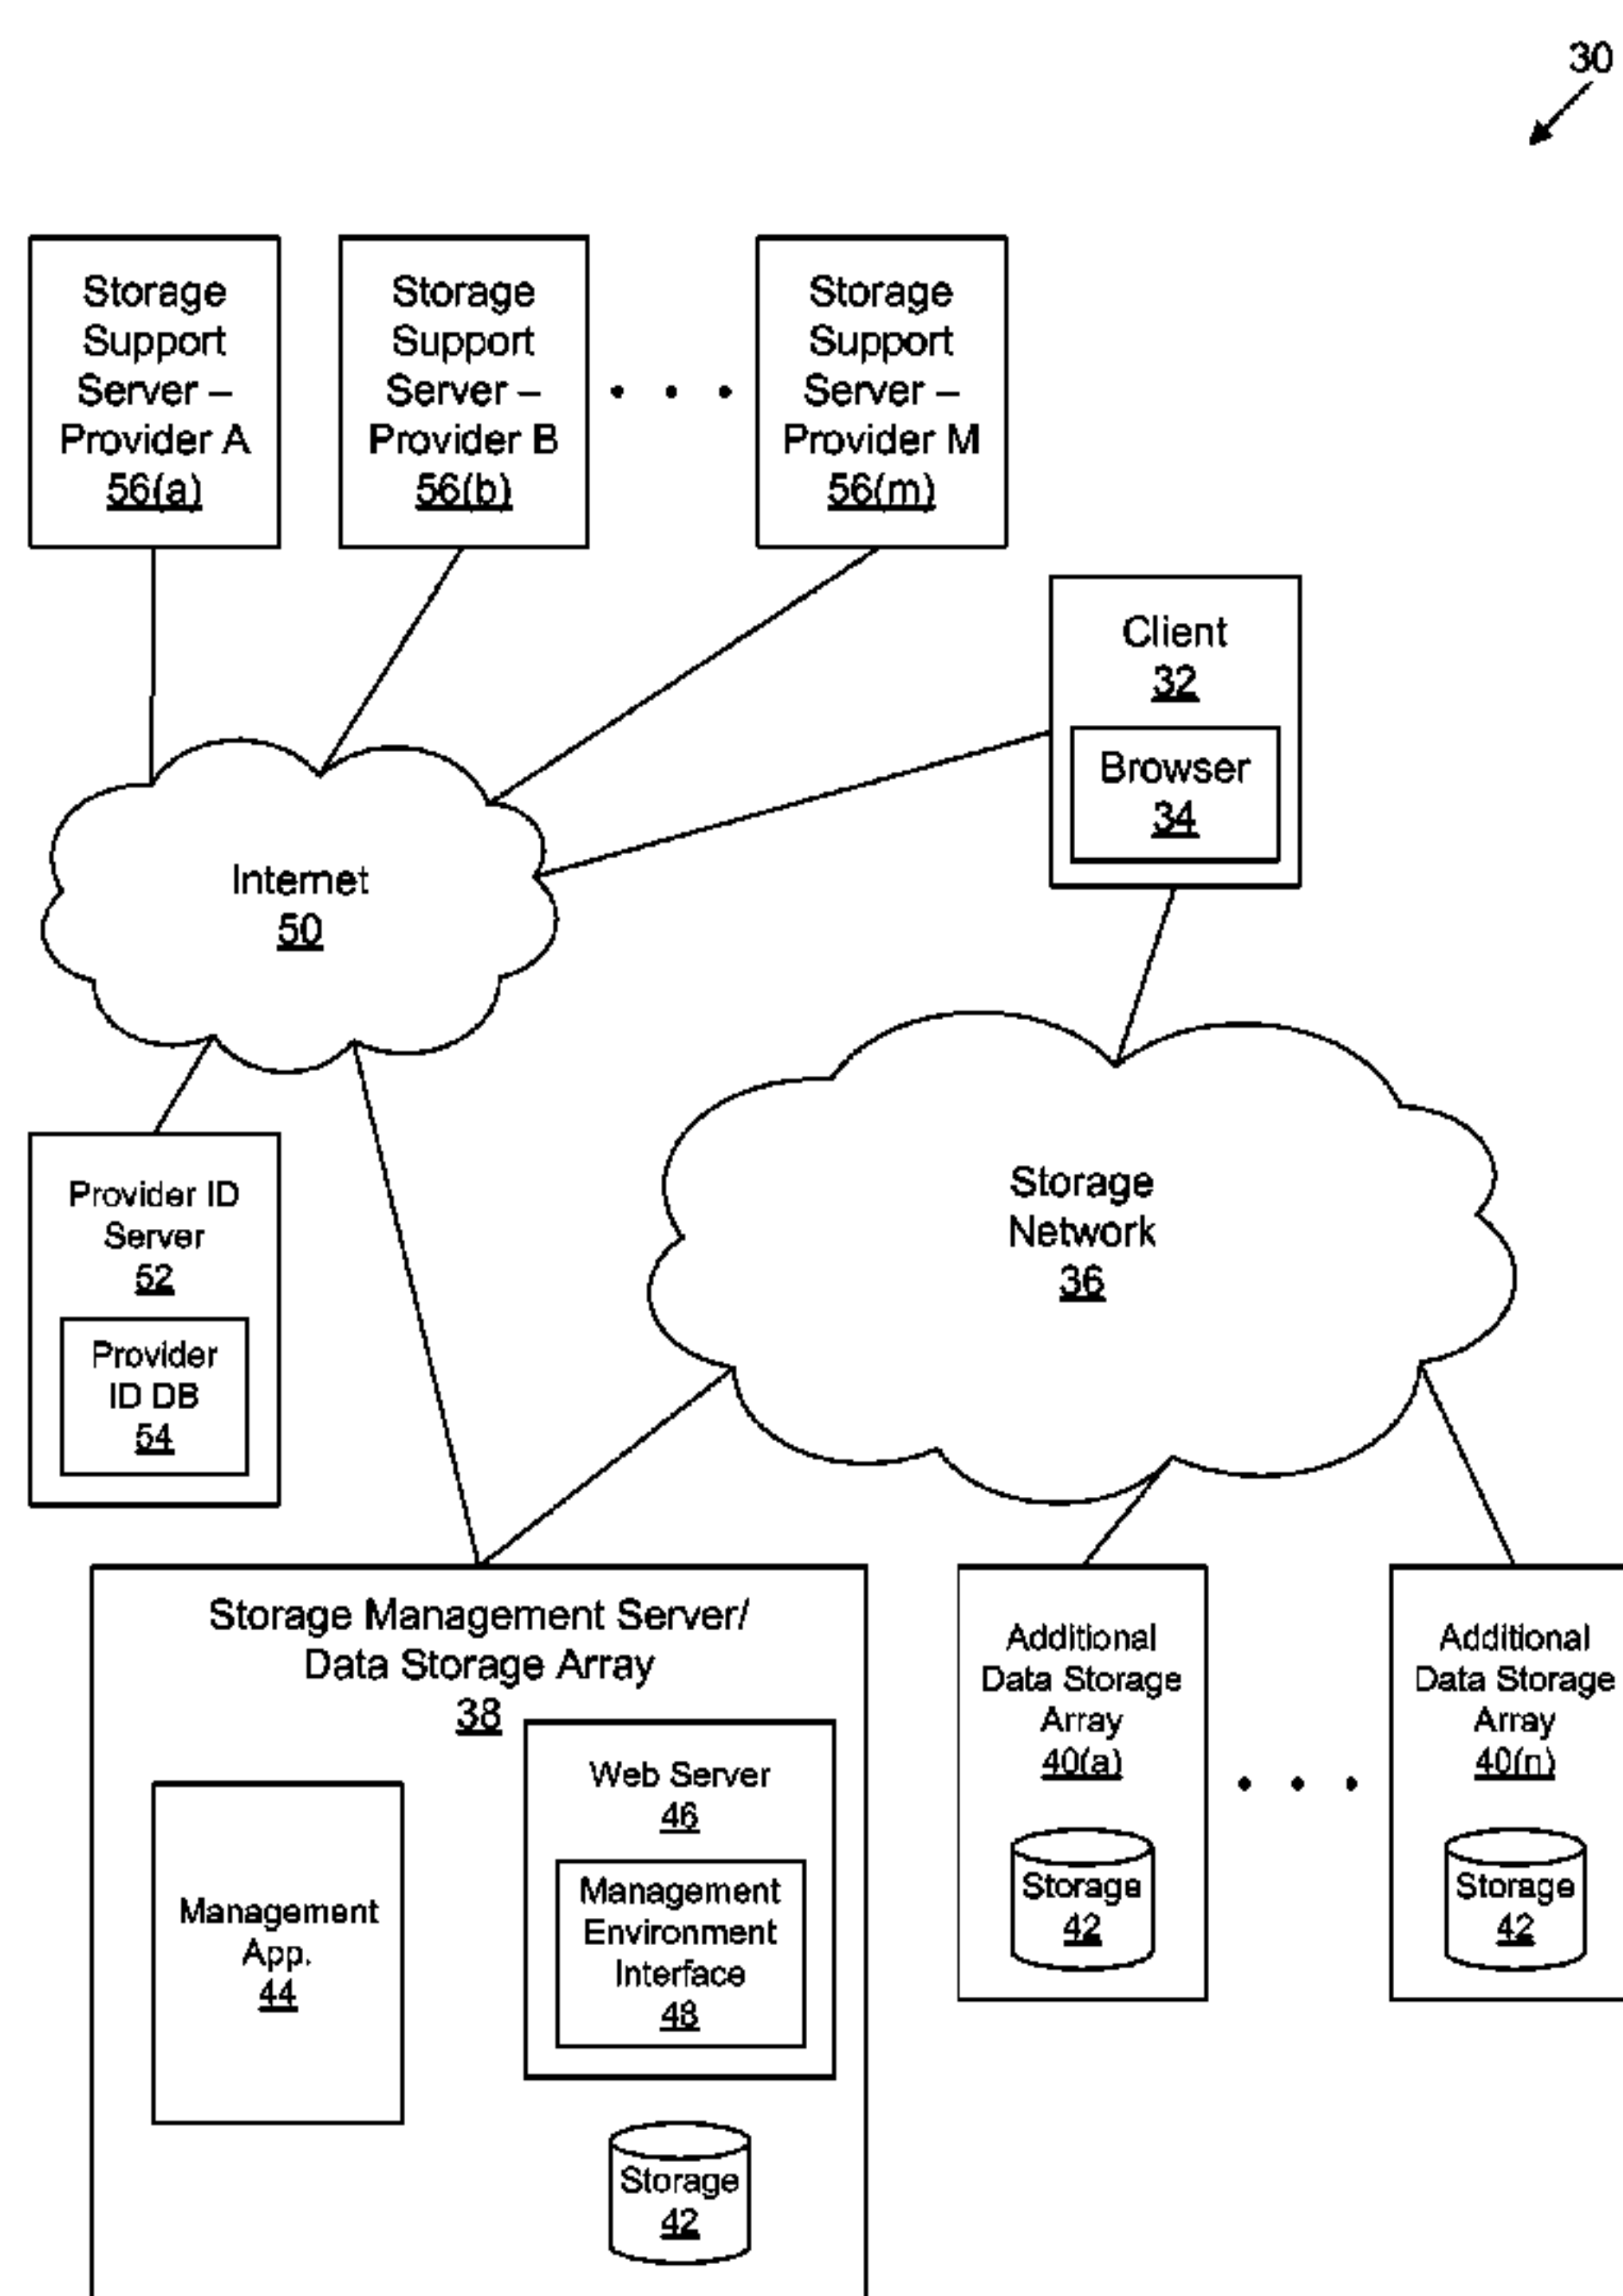 30
Storage
Support
Server –
Provider A
56(a)
Storage
Support
Server –
Provider B
56(b)
• • •
Storage
Support
Server –
Provider M
56(m)
Client
32
Browser
34
Internet
50
Storage
Network
36
Provider ID
Server
52
Provider
ID DB
54
Storage Management Server/
Data Storage Array
38
Management
App.
44
Web Server
46
Management
Environment
Interface
48
Storage
42
Additional
Data Storage
Array
40(a)
Storage
42
• • •
Additional
Data Storage
Array
40(n)
Storage
42